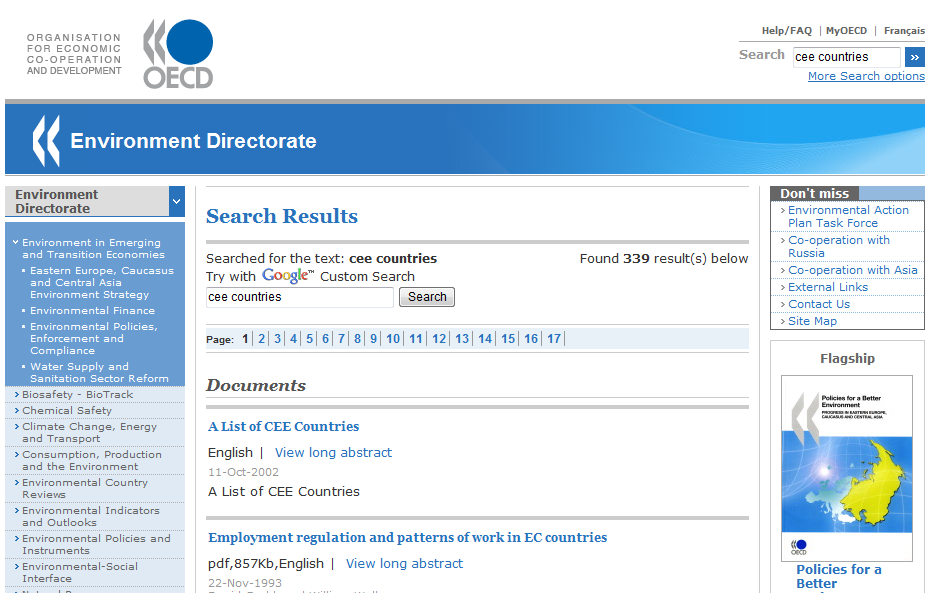 ORGANISATION
FOR ECONOMIC
CO-OPERATION
AND DEVELOPMENT
OECD
Help/FAQ | MyOECD | Français
Search cee countries »
More Search options
Environment Directorate
Environment
Directorate
Environment in Emerging
and Transition Economies
Eastern Europe, Caucasus
and Central Asia
Environment Strategy
Environmental Finance
Environmental Policies,
Enforcement and
Compliance
Water Supply and
Sanitation Sector Reform
Biosafety - BioTrack
Chemical Safety
Climate Change, Energy
and Transport
Consumption, Production
and the Environment
Environmental Country
Reviews
Environmental Indicators
and Outlooks
Environmental Policies and
Instruments
Environmental-Social
Interface
Search Results
Searched for the text: cee countries
Found 339 result(s) below
Try with Google™ Custom Search
cee countries Search
Page: 1 | 2 | 3 | 4 | 5 | 6 | 7 | 8 | 9 | 10 | 11 | 12 | 13 | 14 | 15 | 16 | 17 |
Documents
A List of CEE Countries
English | View long abstract
11-Oct-2002
A List of CEE Countries
Employment regulation and patterns of work in EC countries
pdf,857Kb,English | View long abstract
22-Nov-1993
Don't miss
Environmental Action
Plan Task Force
Co-operation with
Russia
Co-operation with Asia
External Links
Contact Us
Site Map
Flagship
Policies for a Better
Environment
PROGRESS IN EASTERN EUROPE,
CAUCASUS AND CENTRAL ASIA
OECD
Policies for a
Better